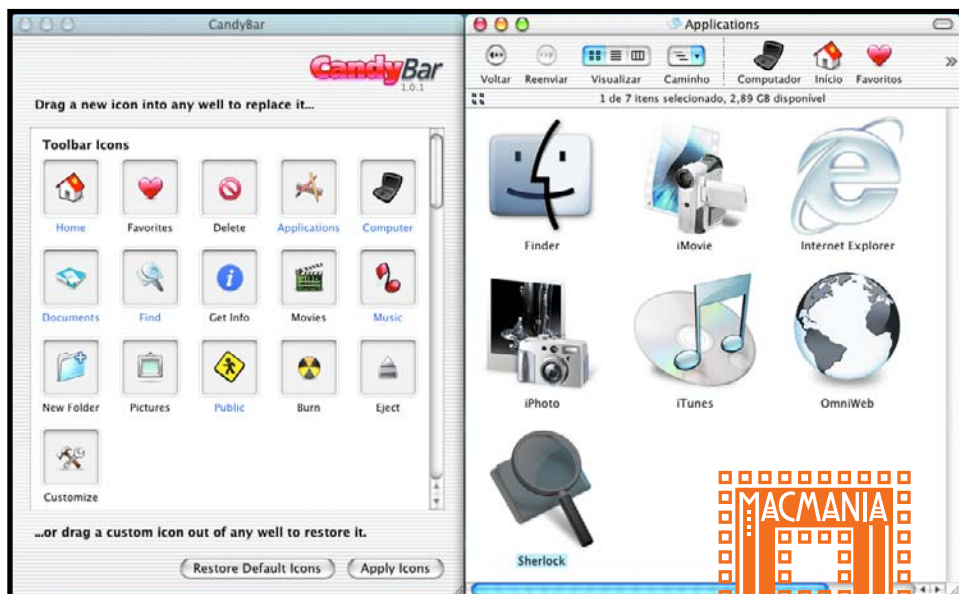 CandyBar
CandyBar
1.0.1
Drag a new icon into any well to replace it...
Toolbar Icons
Home Favorites Delete Applications Computer
Documents Find Get Info Movies Music
New Folder Pictures Public Burn Eject
Customize
...or drag a custom icon out of any well to restore it.
Restore Default Icons Apply Icons
Applications
Voltar Reenviar Visualizar Caminho Computador Início Favoritos
1 de 7 itens selecionado, 2,89 GB disponível
Finder iMovie Internet Explorer
iPhoto iTunes OmniWeb
Sherlock
MACMANIA